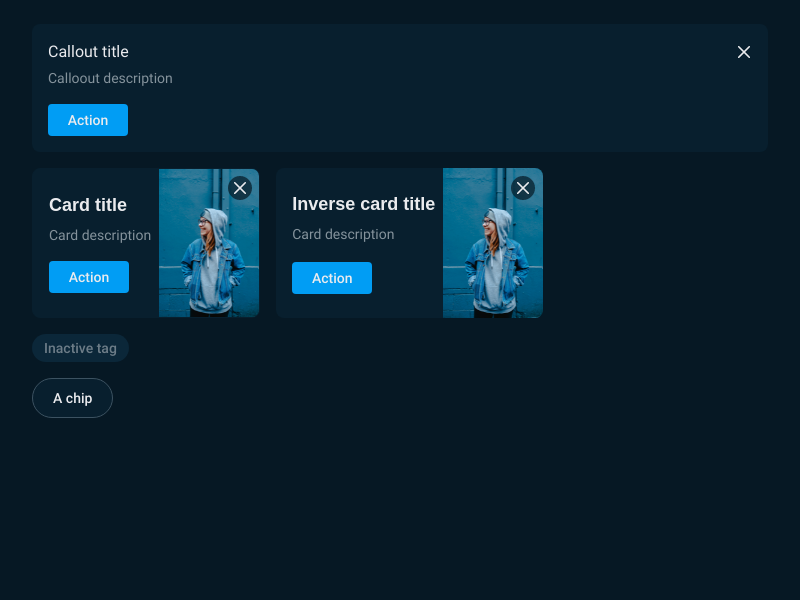 Callout title
Calloout description
Action
Card title
Card description
Action
Inverse card title
Card description
Action
Inactive tag
A chip